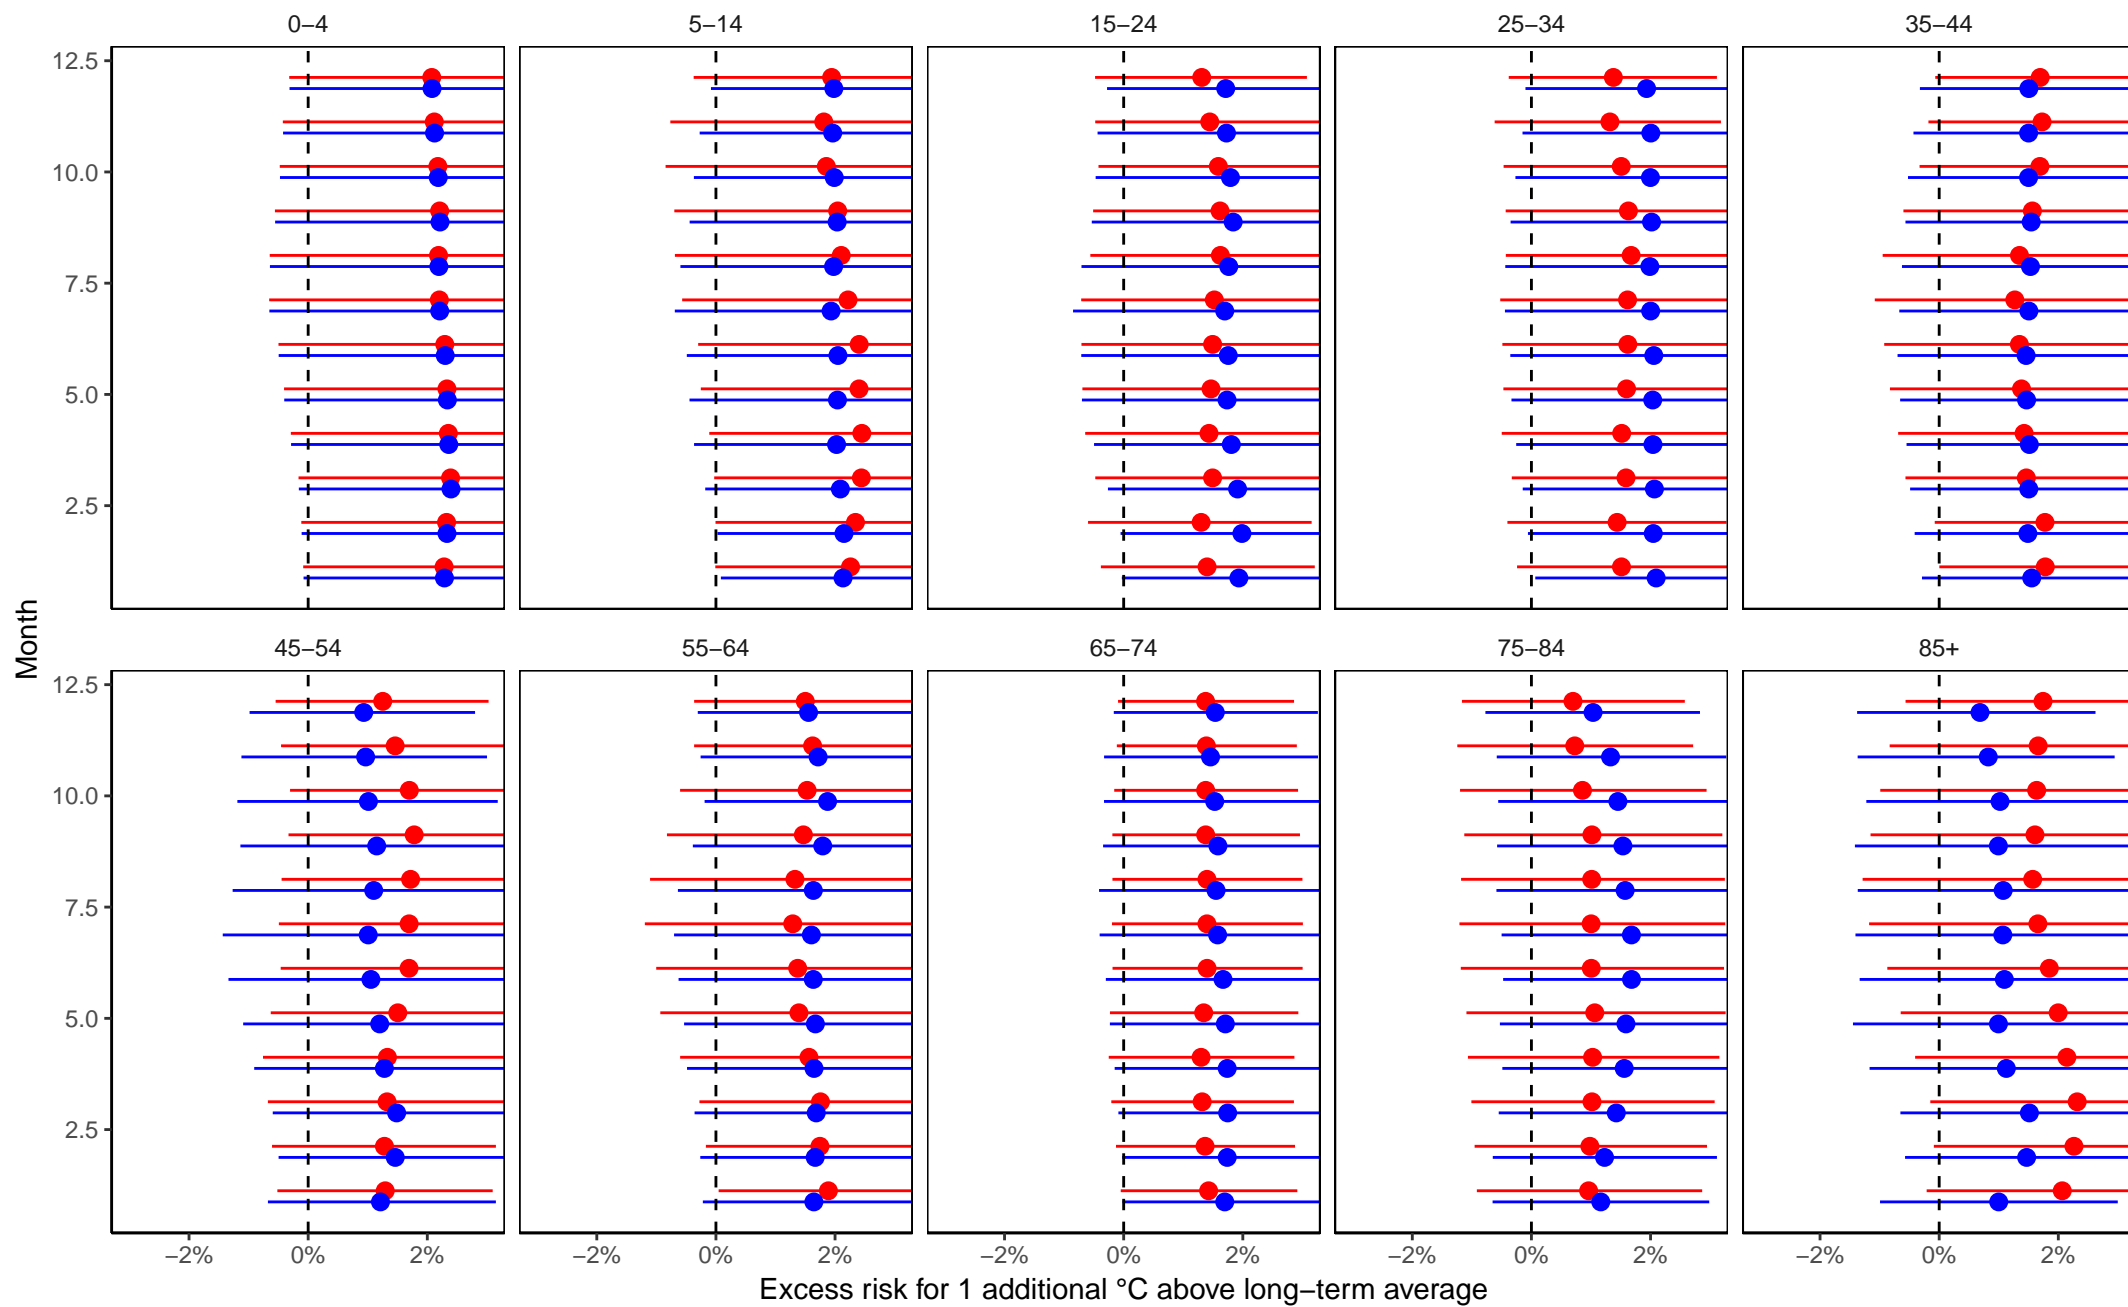 0–4 5–14 15–24 25–34 35–44
12.5
10.0
7.5
5.0
2.5
Month
45–54 55–64 65–74 75–84 85+
12.5
10.0
7.5
5.0
2.5
−2% 0% 2% −2% 0% 2% −2% 0% 2% −2% 0% 2% −2% 0% 2%
Excess risk for 1 additional °C above long−term average